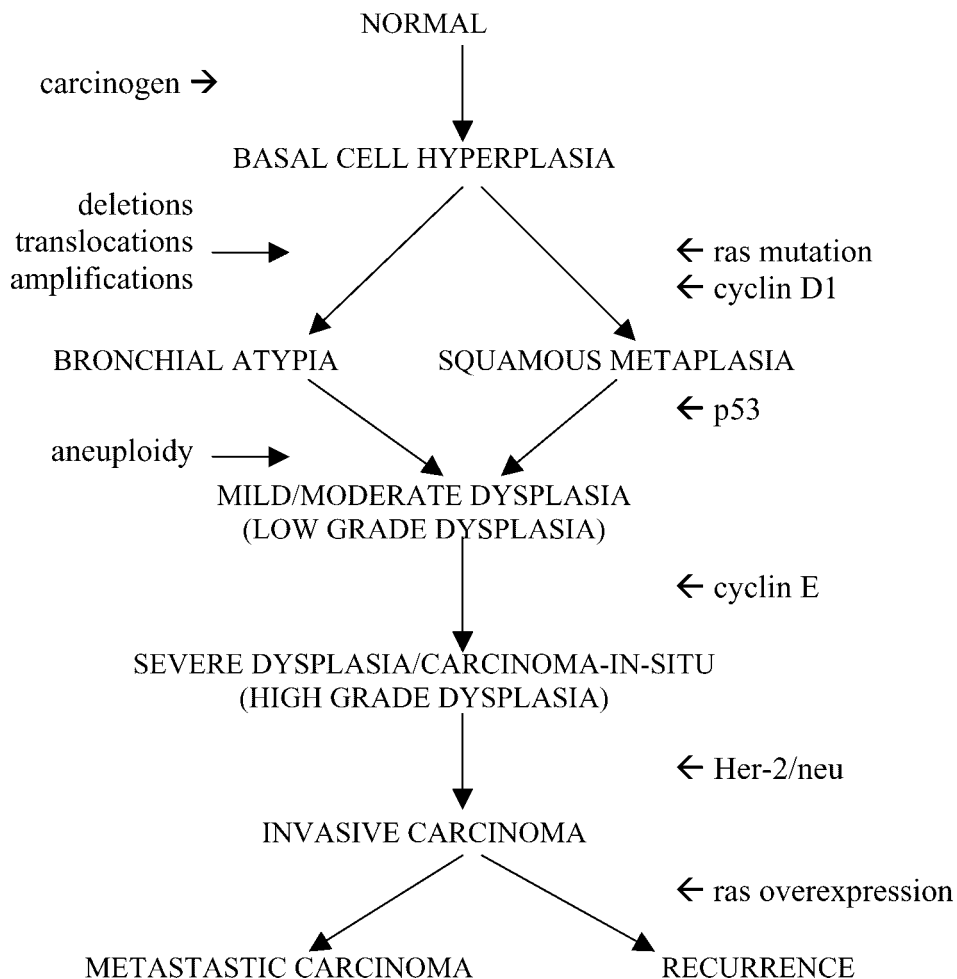 NORMAL
carcinogen →
BASAL CELL HYPERPLASIA
deletions
translocations
amplifications
← ras mutation
← cyclin D1
BRONCHIAL ATYPIA
SQUAMOUS METAPLASIA
← p53
aneuploidy
MILD/MODERATE DYSPLASIA
(LOW GRADE DYSPLASIA)
← cyclin E
SEVERE DYSPLASIA/CARCINOMA-IN-SITU
(HIGH GRADE DYSPLASIA)
← Her-2/neu
INVASIVE CARCINOMA
← ras overexpression
METASTASTIC CARCINOMA
RECURRENCE